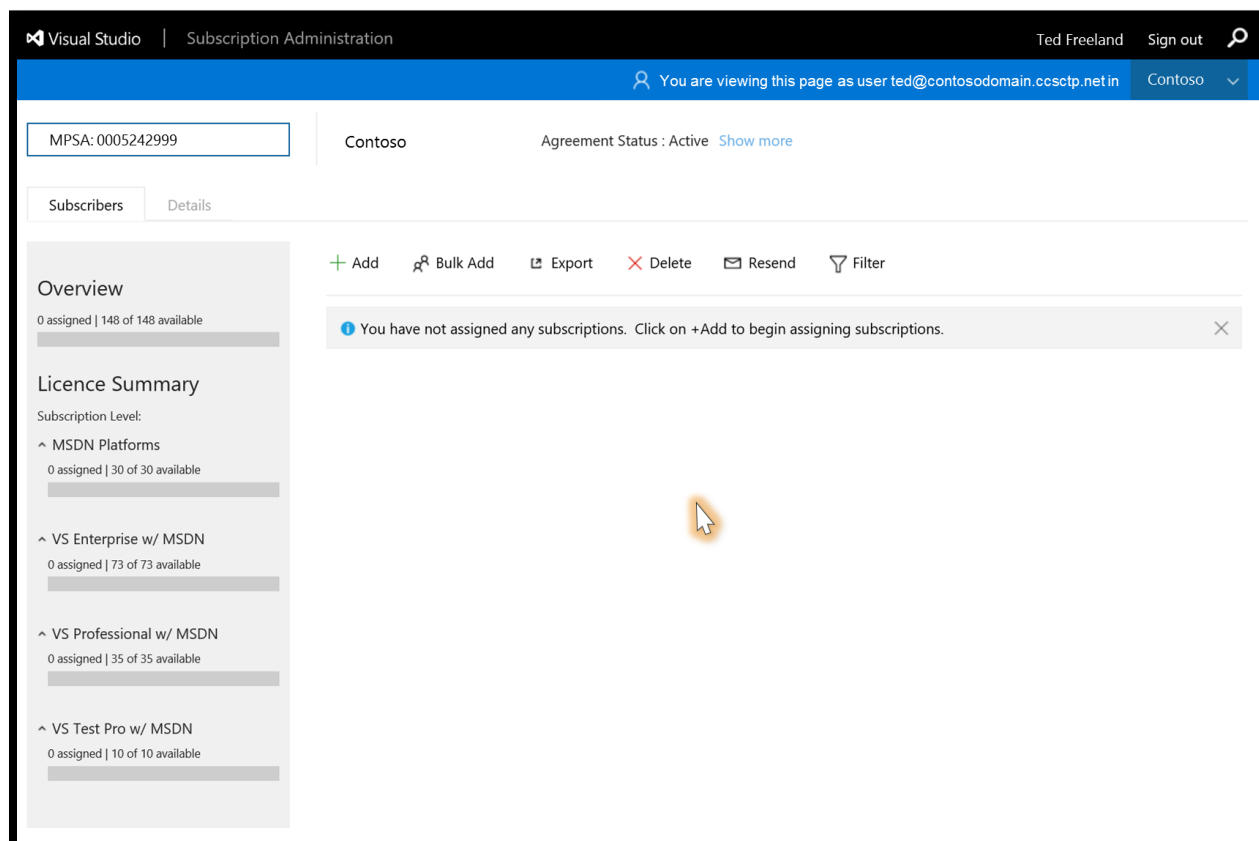 Visual Studio | Subscription Administration Ted Freeland Sign out
You are viewing this page as user ted@contosodomain.ccsctp.net in Contoso
MPSA: 0005242999 Contoso Agreement Status : Active Show more
Subscribers Details
Add Bulk Add Export Delete Resend Filter
Overview
0 assigned | 148 of 148 available
You have not assigned any subscriptions. Click on +Add to begin assigning subscriptions.
Licence Summary
Subscription Level:
MSDN Platforms
0 assigned | 30 of 30 available
VS Enterprise w/ MSDN
0 assigned | 73 of 73 available
VS Professional w/ MSDN
0 assigned | 35 of 35 available
VS Test Pro w/ MSDN
0 assigned | 10 of 10 available